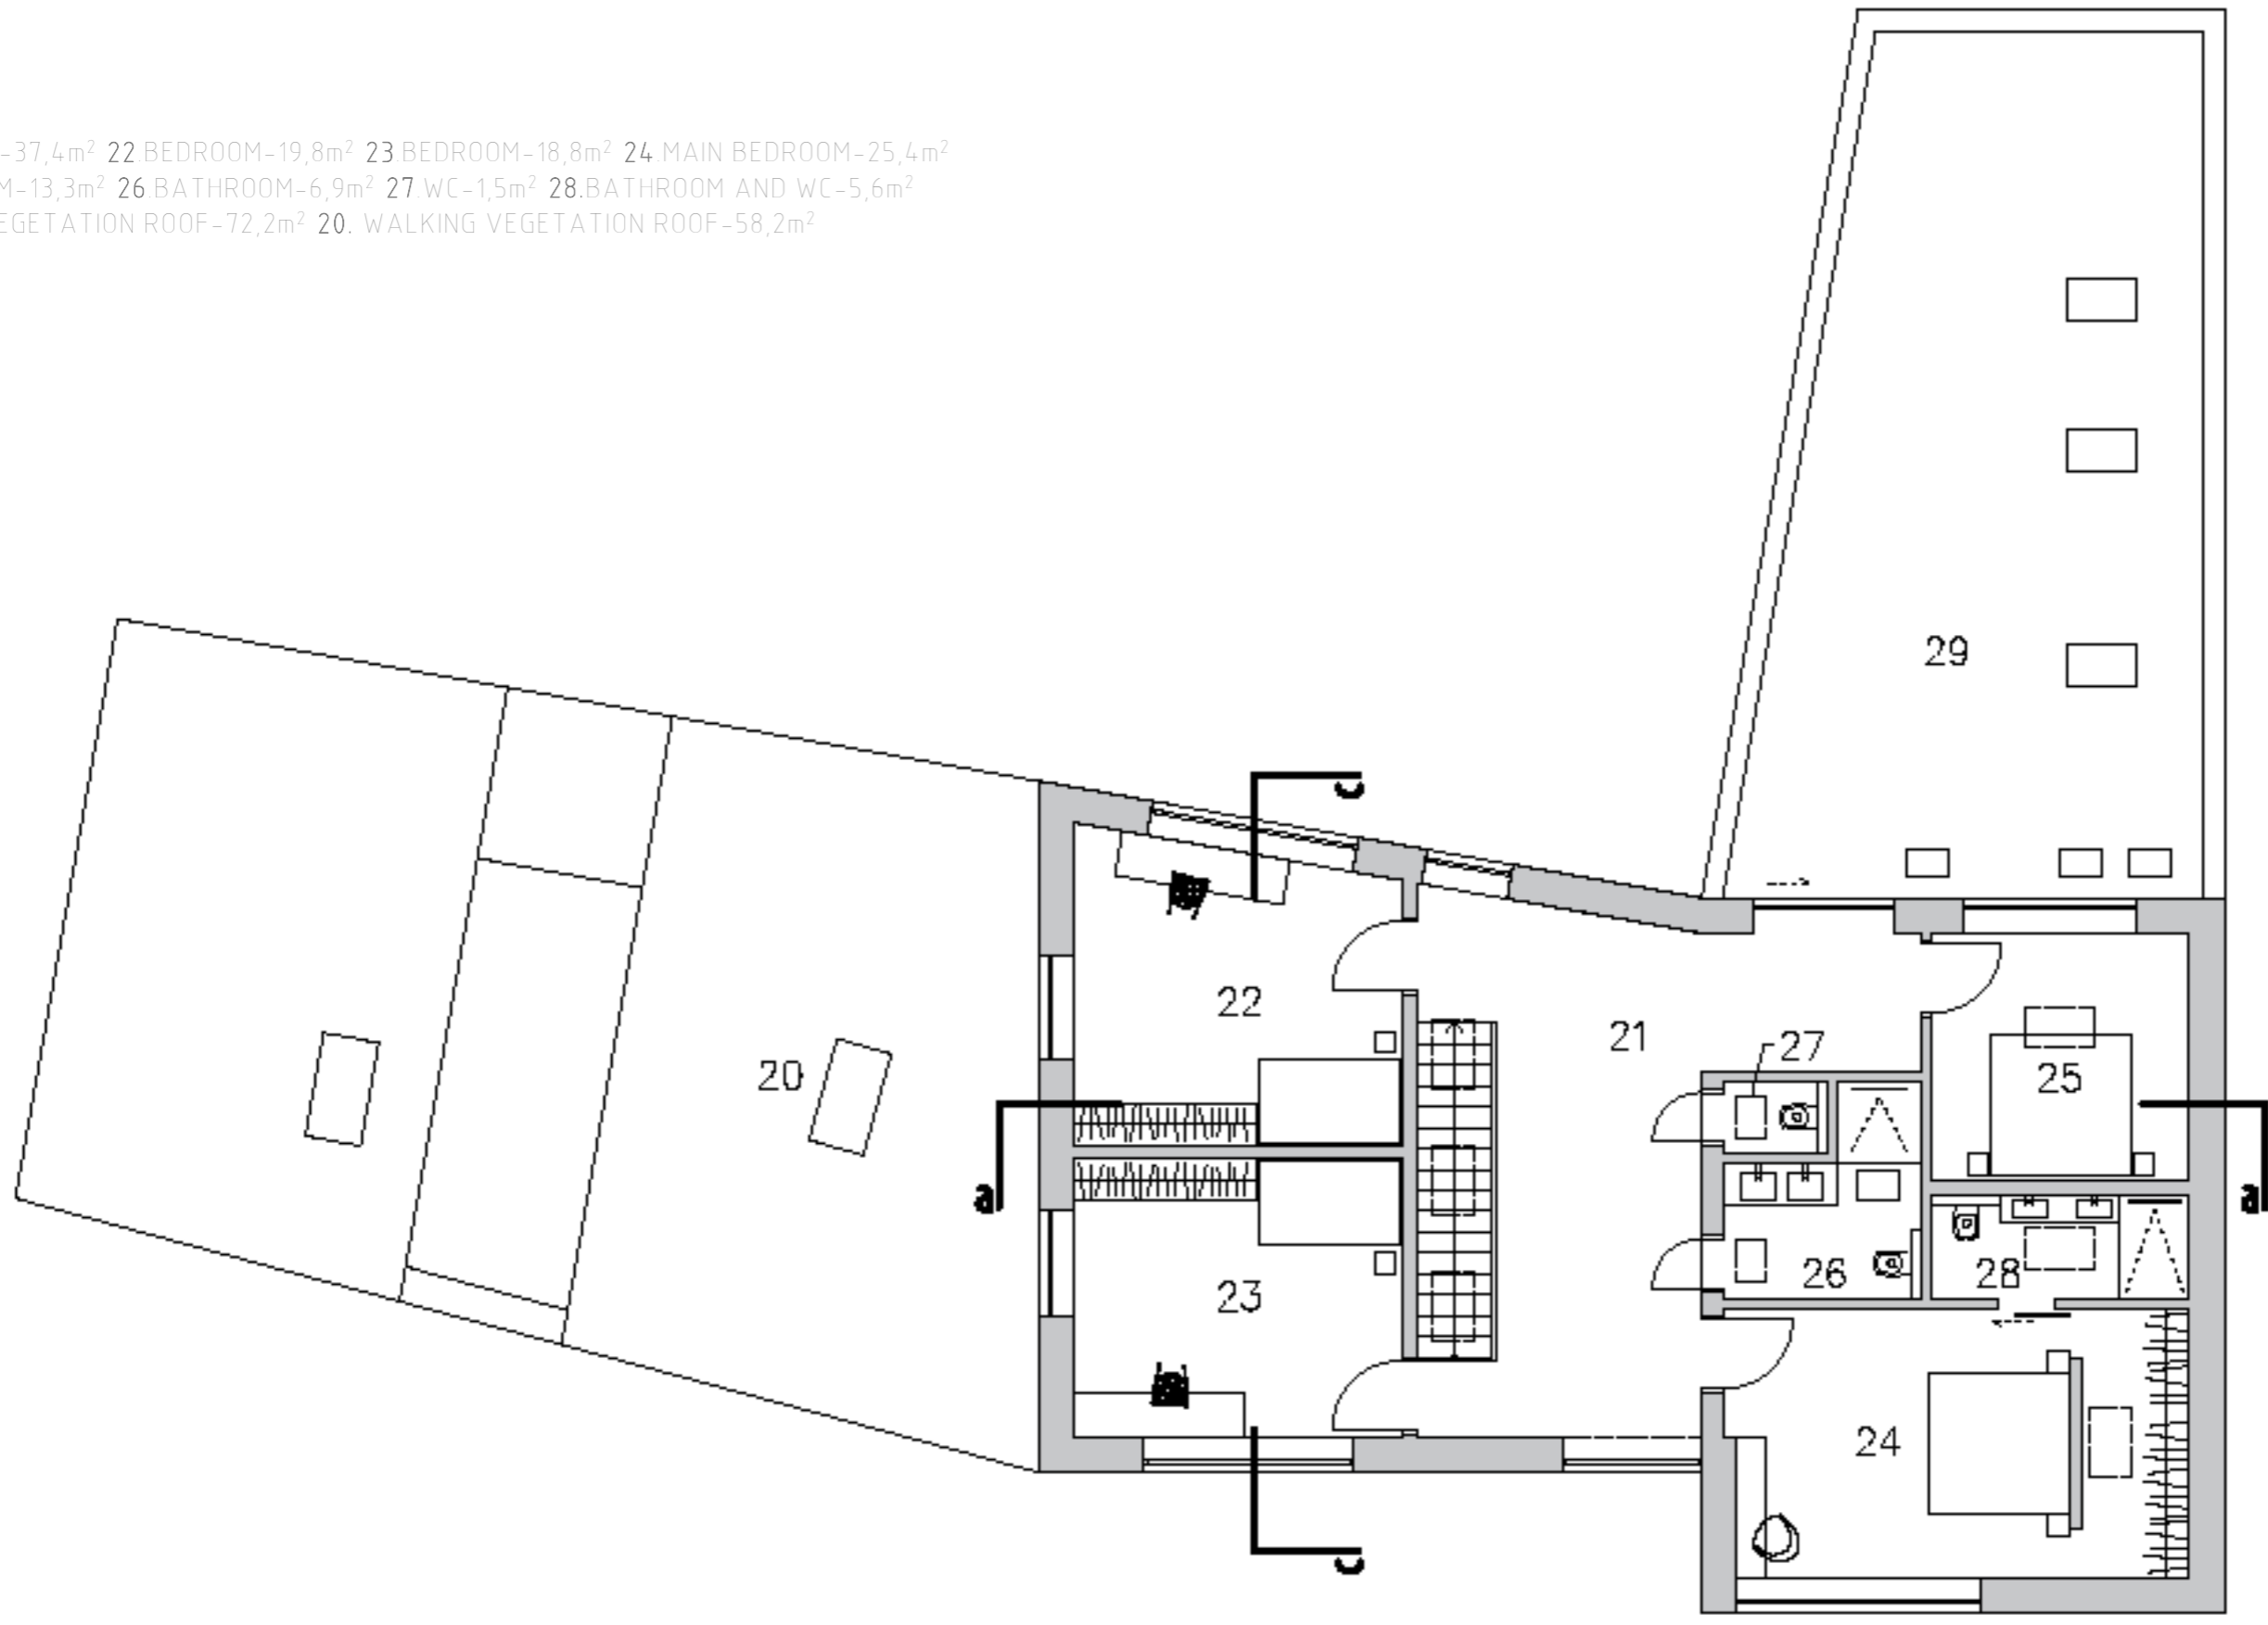 -37,4m² 22.BEDROOM-19,8m² 23.BEDROOM-18,8m² 24.MAIN BEDROOM-25,4m²
M-13,3m² 26.BATHROOM-6,9m² 27.WC-1,5m² 28.BATHROOM AND WC-5,6m²
EGETATION ROOF-72,2m² 20. WALKING VEGETATION ROOF-58,2m²
29
c
22
21
27
20
25
a
a
23
26
28
24
c